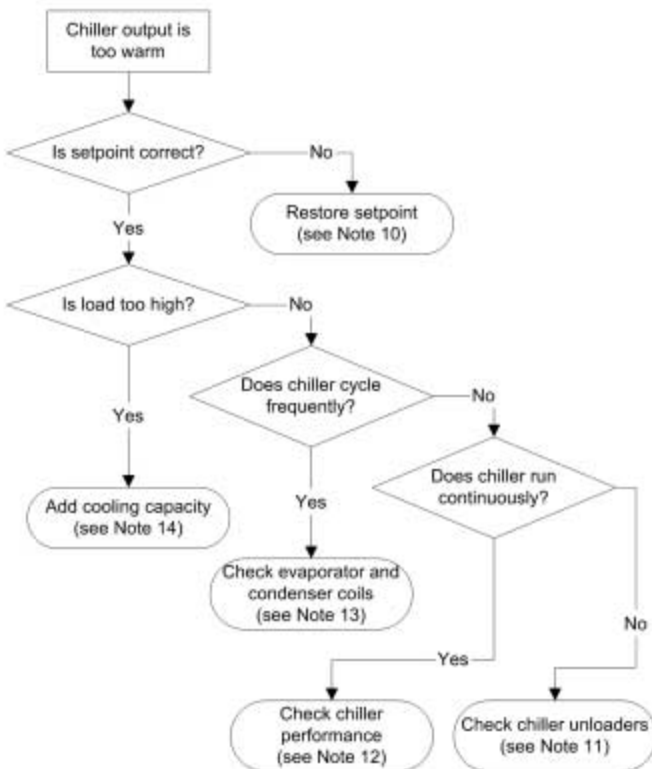 Chiller output is
too warm
Is setpoint correct?
No
Restore setpoint
(see Note 10)
Yes
Is load too high?
No
Does chiller cycle
frequently?
No
Yes
Does chiller run
continuously?
Add cooling capacity
(see Note 14)
Yes
Check evaporator and
condenser coils
(see Note 13)
No
Yes
Check chiller
performance
(see Note 12)
Check chiller unloaders
(see Note 11)